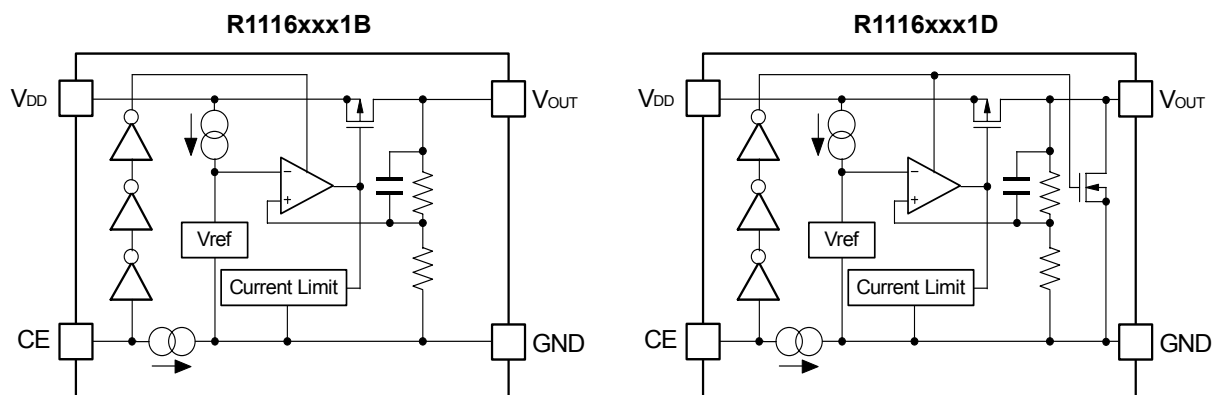 R1116xxx1B
VDD
VOUT
−
+
Vref
Current Limit
CE
GND
R1116xxx1D
VDD
VOUT
−
+
Vref
Current Limit
CE
GND